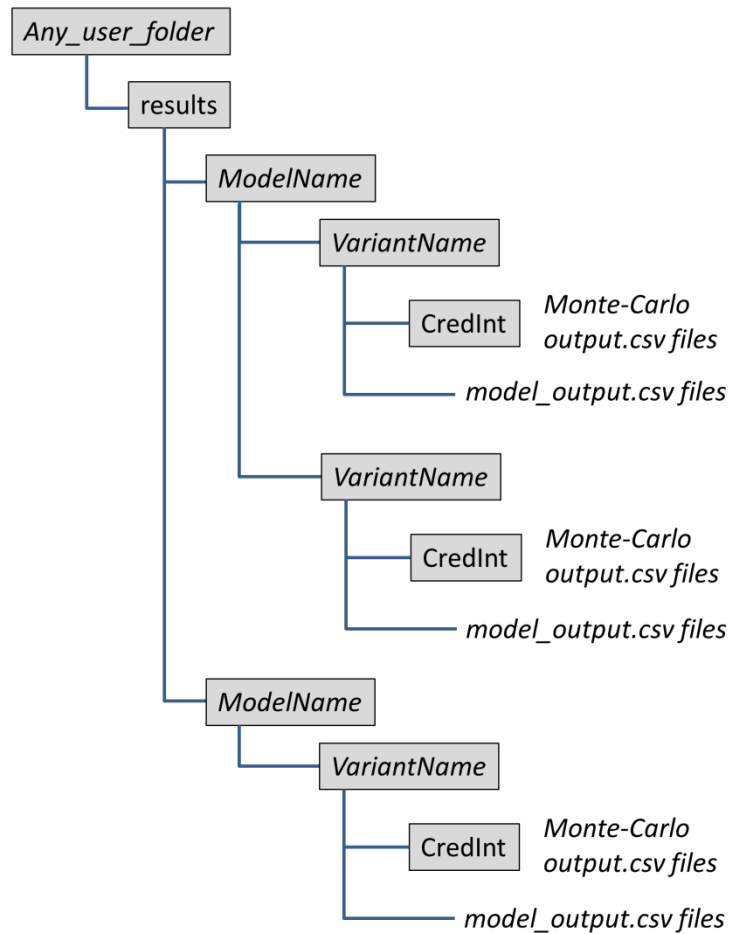 Any_user_folder
results
ModelName
VariantName
CredInt
Monte-Carlo
output.csv files
model_output.csv files
VariantName
CredInt
Monte-Carlo
output.csv files
model_output.csv files
ModelName
VariantName
CredInt
Monte-Carlo
output.csv files
model_output.csv files